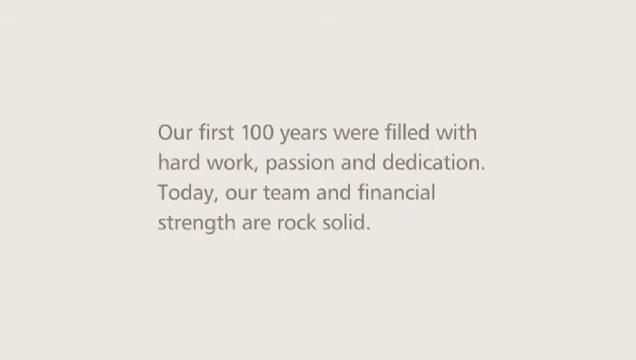 Our first 100 years were filled with
hard work, passion and dedication.
Today, our team and financial
strength are rock solid.